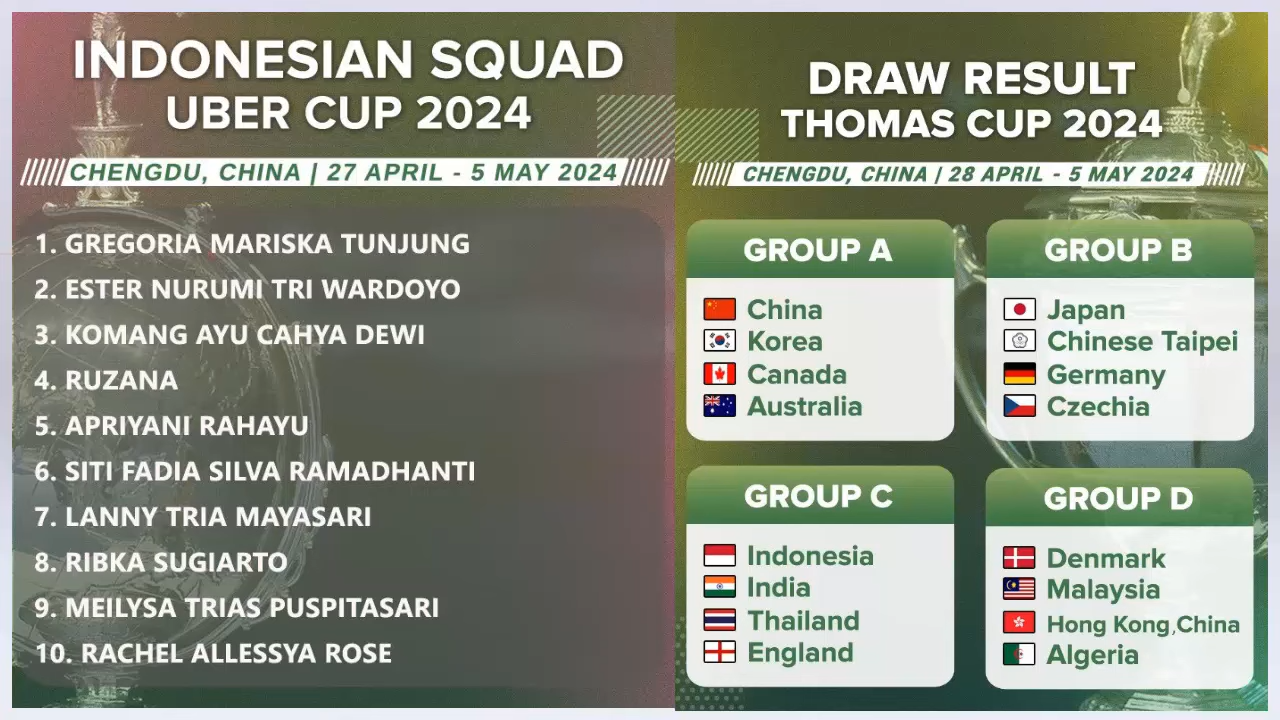 INDONESIAN SQUAD
UBER CUP 2024
CHENGDU, CHINA | 27 APRIL - 5 MAY 2024
1. GREGORIA MARISKA TUNJUNG
2. ESTER NURUMI TRI WARDOYO
3. KOMANG AYU CAHYA DEWI
4. RUZANA
5. APRIYANI RAHAYU
6. SITI FADIA SILVA RAMADHANTI
7. LANNY TRIA MAYASARI
8. RIBKA SUGIARTO
9. MEILYSA TRIAS PUSPITASARI
10. RACHEL ALLESSYA ROSE
DRAW RESULT
THOMAS CUP 2024
CHENGDU, CHINA | 28 APRIL - 5 MAY 2024
GROUP A
China
Korea
Canada
Australia
GROUP B
Japan
Chinese Taipei
Germany
Czechia
GROUP C
Indonesia
India
Thailand
England
GROUP D
Denmark
Malaysia
Hong Kong,China
Algeria